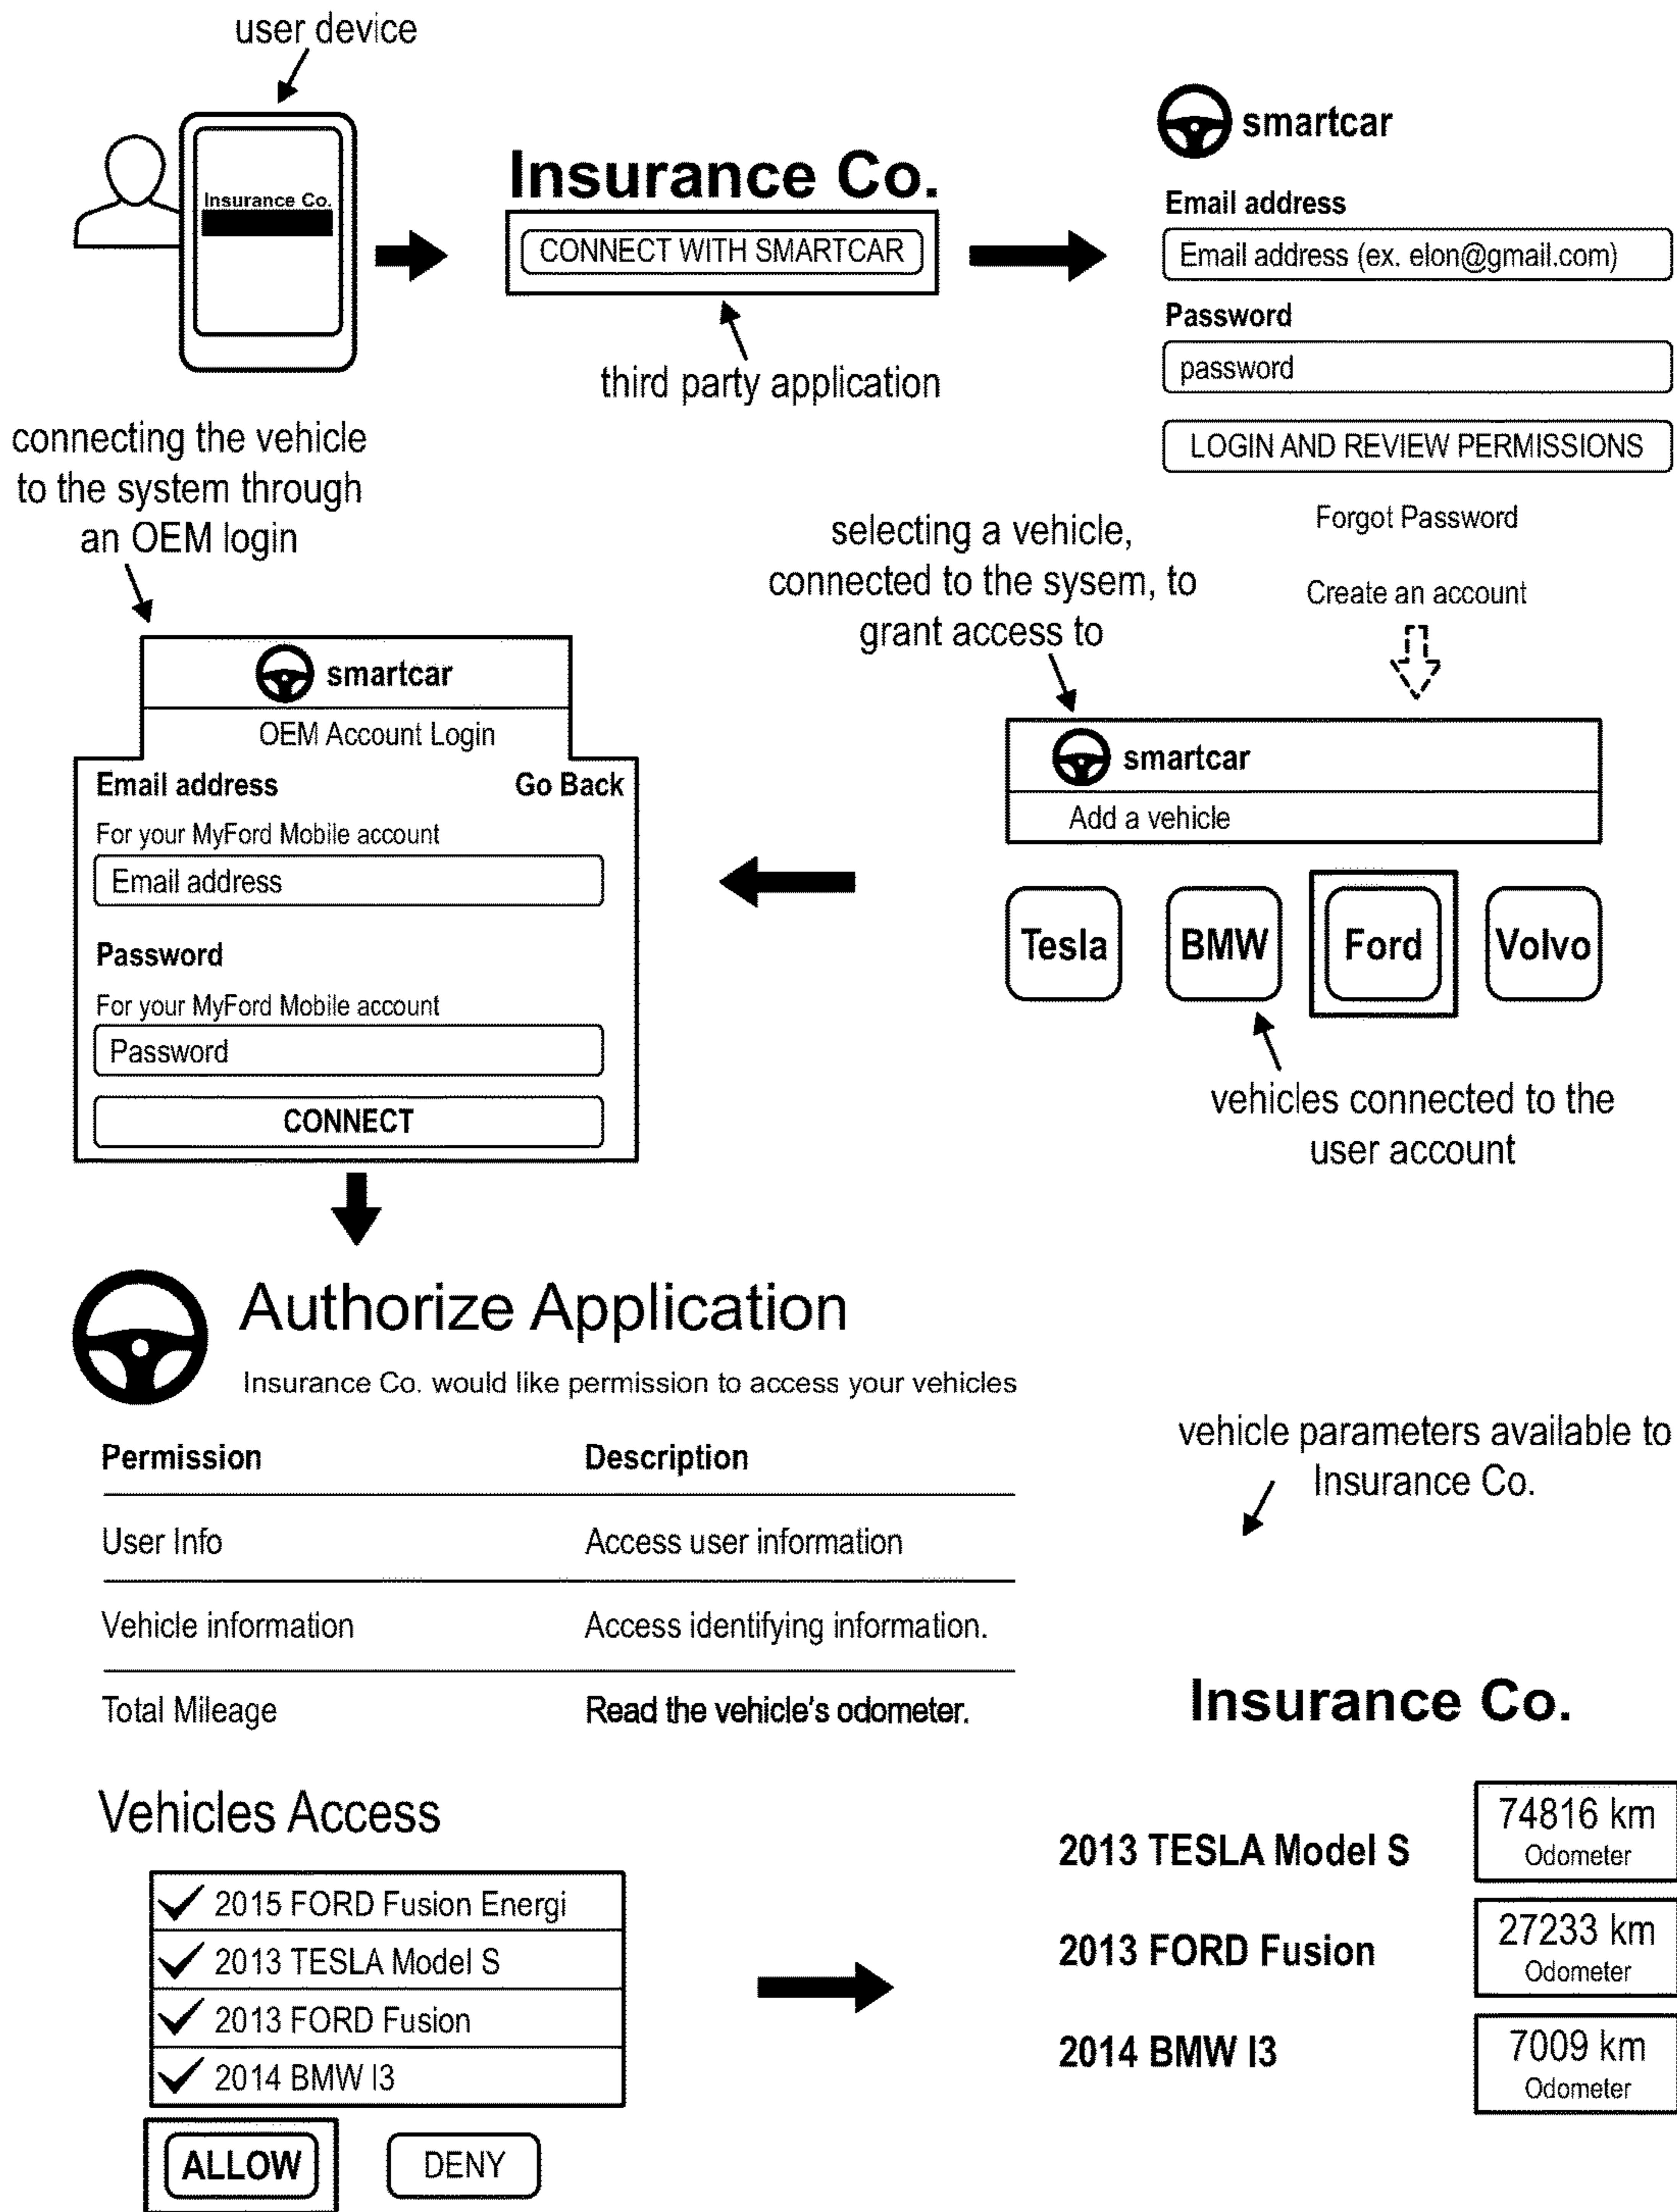 user device
Insurance Co.
Insurance Co.
CONNECT WITH SMARTCAR
third party application
smartcar
Email address
Email address (ex. elon@gmail.com)
Password
password
LOGIN AND REVIEW PERMISSIONS
Forgot Password
Create an account
selecting a vehicle,
connected to the sysem, to
grant access to
smartcar
Add a vehicle
Tesla
BMW
Ford
Volvo
vehicles connected to the
user account
connecting the vehicle
to the system through
an OEM login
smartcar
OEM Account Login
Email address Go Back
For your MyFord Mobile account
Email address
Password
For your MyFord Mobile account
Password
CONNECT
Authorize Application
Insurance Co. would like permission to access your vehicles
Permission Description
User Info Access user information
Vehicle information Access identifying information.
Total Mileage Read the vehicle's odometer.
Vehicles Access
2015 FORD Fusion Energi
2013 TESLA Model S
2013 FORD Fusion
2014 BMW I3
ALLOW DENY
vehicle parameters available to
Insurance Co.
Insurance Co.
2013 TESLA Model S
74816 km
Odometer
2013 FORD Fusion
27233 km
Odometer
2014 BMW I3
7009 km
Odometer